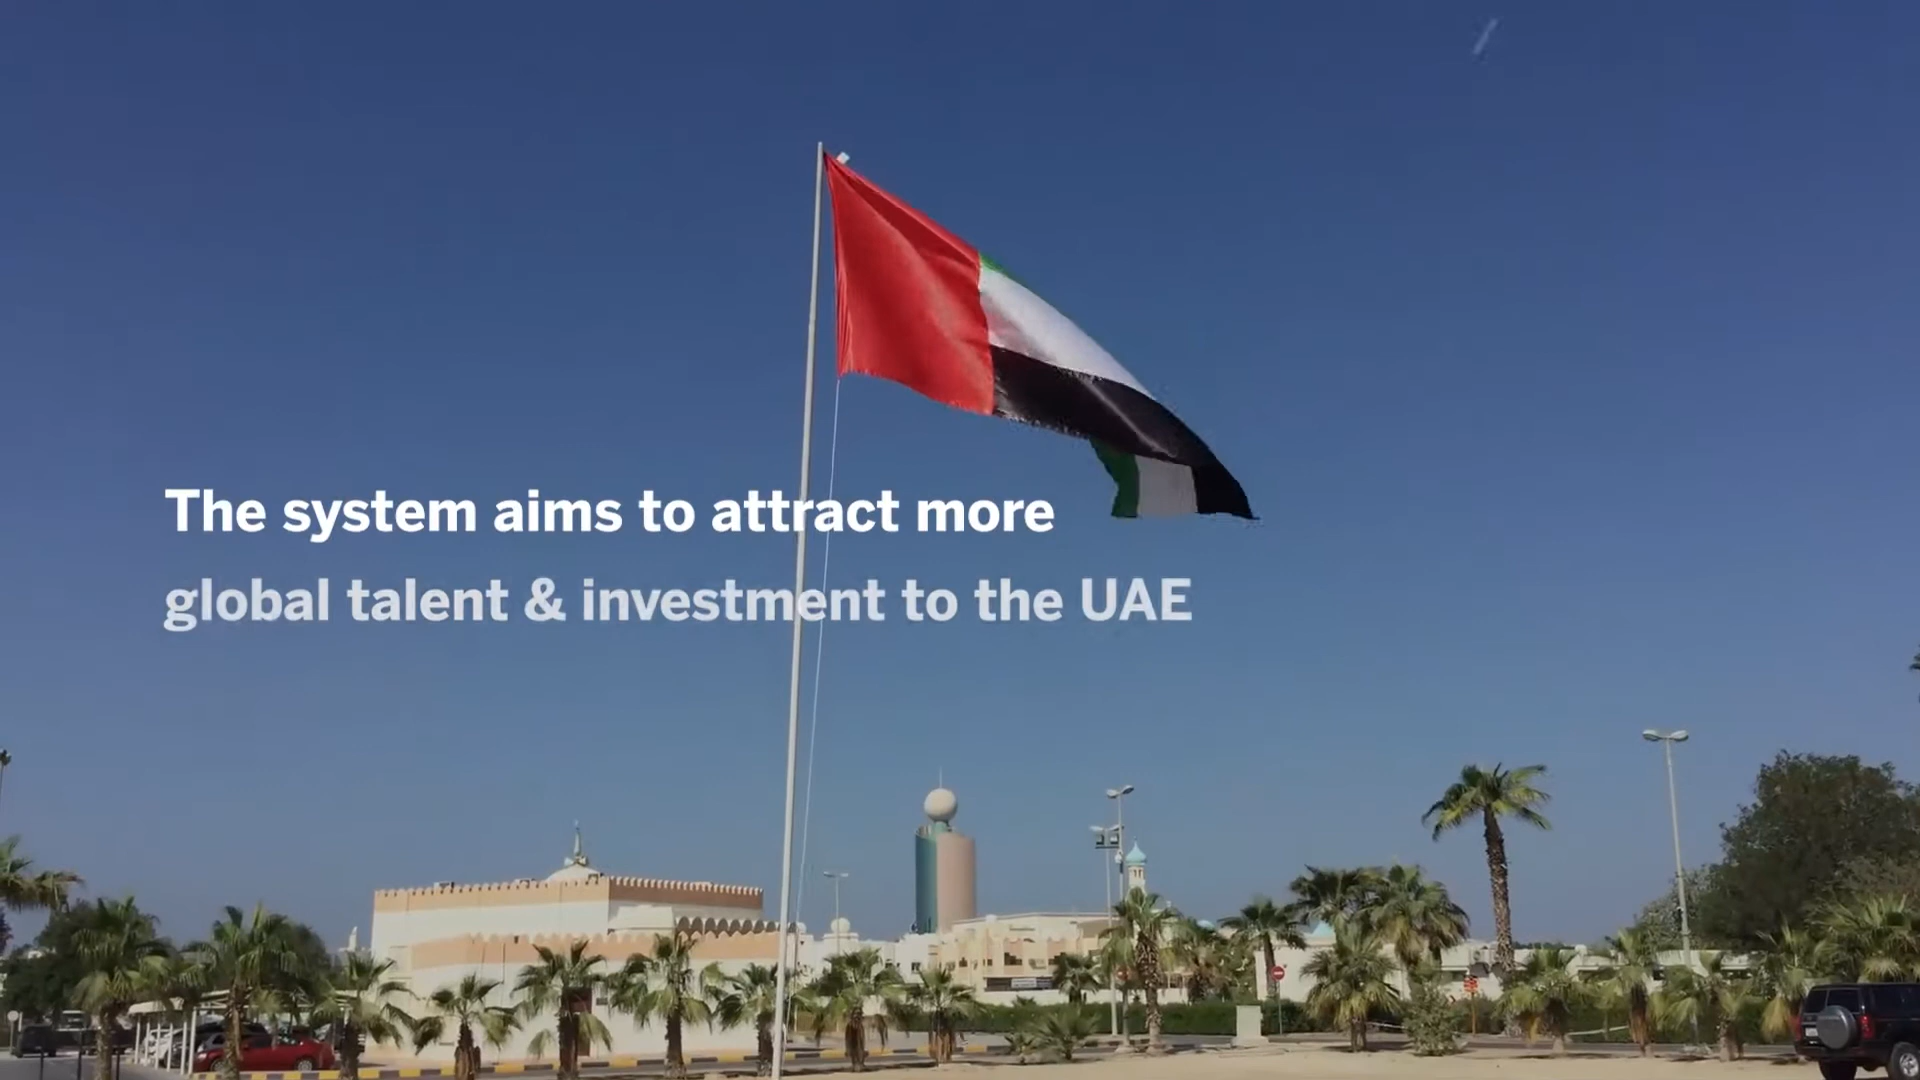 The system aims to attract more
global talent & investment to the UAE